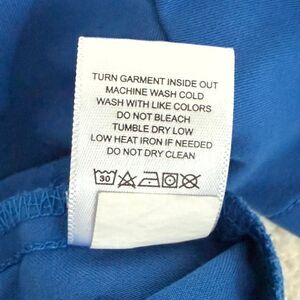 TURN GARMENT INSIDE OUT
MACHINE WASH COLD
WASH WITH LIKE COLORS
DO NOT BLEACH
TUMBLE DRY LOW
LOW HEAT IRON IF NEEDED
DO NOT DRY CLEAN
30